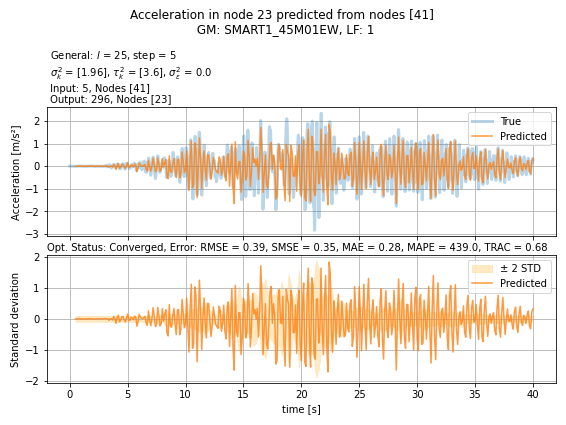 Acceleration in node 23 predicted from nodes [41]
GM: SMART1_45M01EW, LF: 1
General: l = 25, step = 5
σ²ₖ = [1.96], τ²ₖ = [3.6], σ²ε = 0.0
Input: 5, Nodes [41]
Output: 296, Nodes [23]
Acceleration [m/s²]
2
1
0
−1
−2
−3
True
Predicted
Opt. Status: Converged, Error: RMSE = 0.39, SMSE = 0.35, MAE = 0.28, MAPE = 439.0, TRAC = 0.68
Standard deviation
2
1
0
−1
−2
± 2 STD
Predicted
0 5 10 15 20 25 30 35 40
time [s]